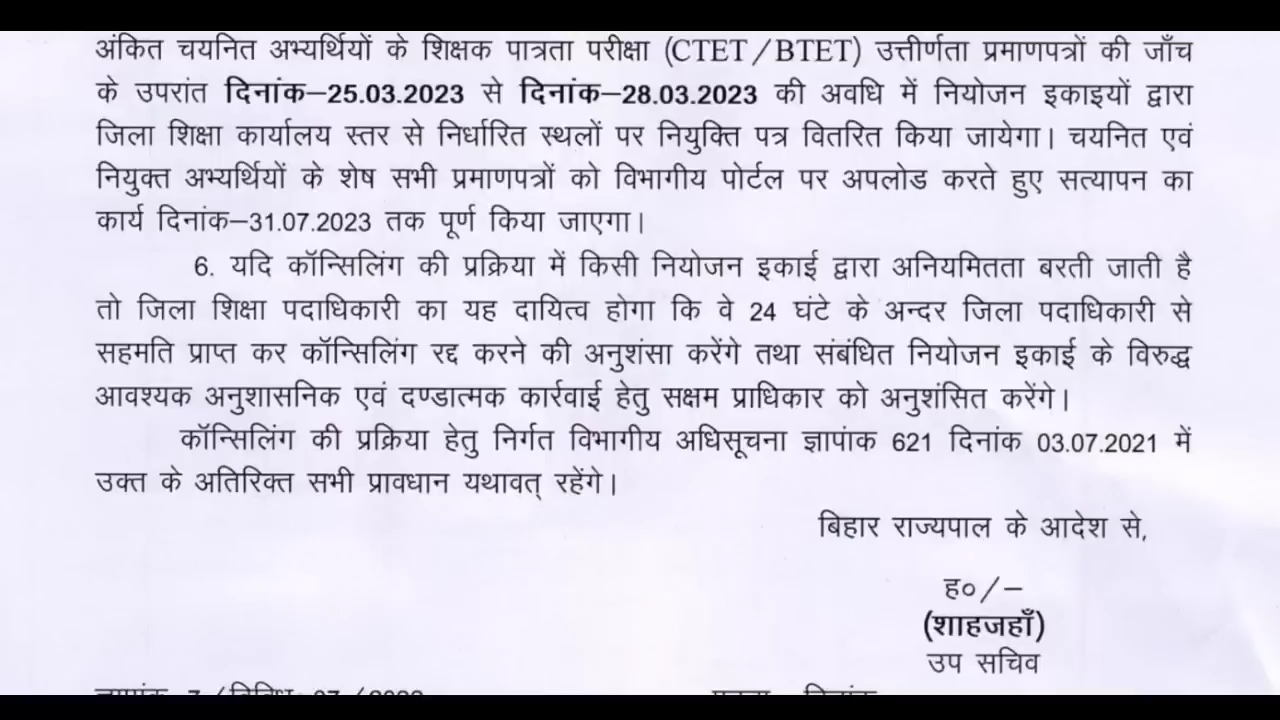 अंकित चयनित अभ्यर्थियों के शिक्षक पात्रता परीक्षा (CTET/BTET) उत्तीर्णता प्रमाणपत्रों की जाँच
के उपरांत दिनांक–25.03.2023 से दिनांक–28.03.2023 की अवधि में नियोजन इकाइयों द्वारा
जिला शिक्षा कार्यालय स्तर से निर्धारित स्थलों पर नियुक्ति पत्र वितरित किया जायेगा। चयनित एवं
नियुक्त अभ्यर्थियों के शेष सभी प्रमाणपत्रों को विभागीय पोर्टल पर अपलोड करते हुए सत्यापन का
कार्य दिनांक–31.07.2023 तक पूर्ण किया जाएगा।
6. यदि कॉन्सिलिंग की प्रक्रिया में किसी नियोजन इकाई द्वारा अनियमितता बरती जाती है
तो जिला शिक्षा पदाधिकारी का यह दायित्व होगा कि वे 24 घंटे के अन्दर जिला पदाधिकारी से
सहमति प्राप्त कर कॉन्सिलिंग रद्द करने की अनुशंसा करेंगे तथा संबंधित नियोजन इकाई के विरुद्ध
आवश्यक अनुशासनिक एवं दण्डात्मक कार्रवाई हेतु सक्षम प्राधिकार को अनुशंसित करेंगे।
कॉन्सिलिंग की प्रक्रिया हेतु निर्गत विभागीय अधिसूचना ज्ञापांक 621 दिनांक 03.07.2021 में
उक्त के अतिरिक्त सभी प्रावधान यथावत् रहेंगे।
बिहार राज्यपाल के आदेश से,
ह०/–
(शाहजहाँ)
उप सचिव